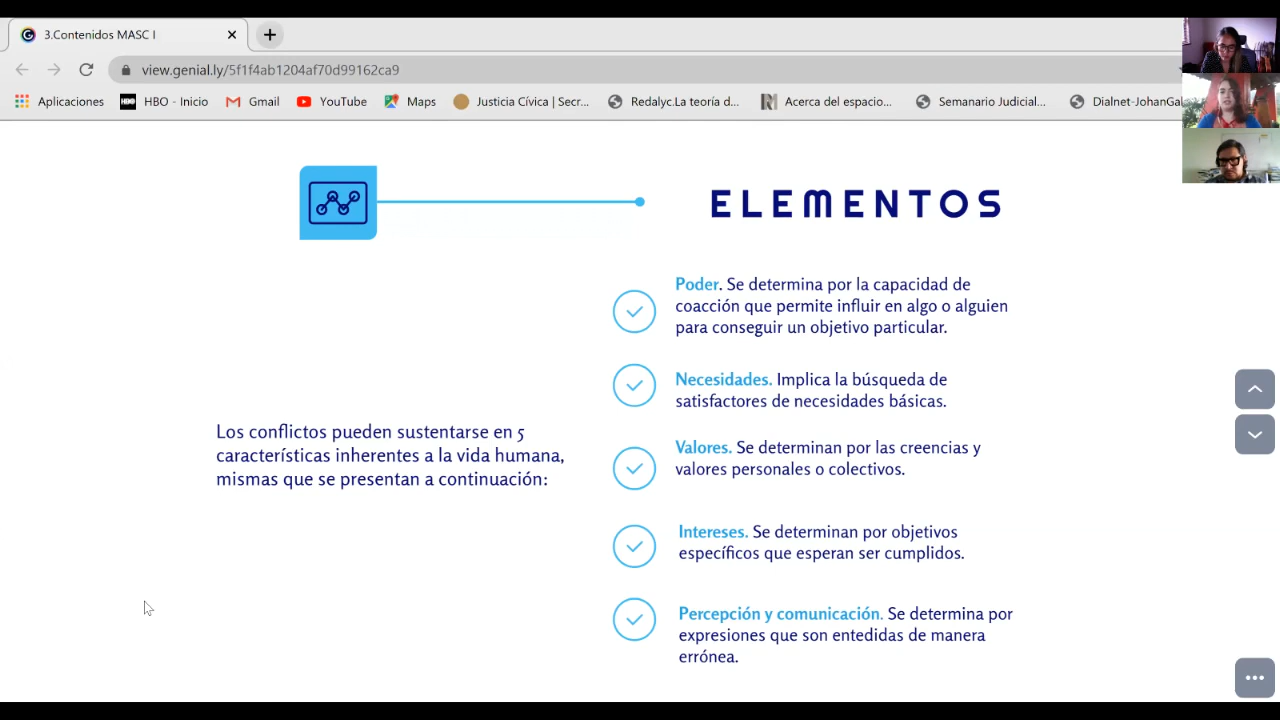 3.Contenidos MASC I
view.genial.ly/5f1f4ab1204af70d99162ca9
Aplicaciones
HBO - Inicio
Gmail
YouTube
Maps
Justicia Cívica | Secr...
Redalyc.La teoría d...
Acerca del espacio...
Semanario Judicial...
Dialnet-JohanGal
ELEMENTOS
Los conflictos pueden sustentarse en 5
características inherentes a la vida humana,
mismas que se presentan a continuación:
Poder. Se determina por la capacidad de
coacción que permite influir en algo o alguien
para conseguir un objetivo particular.
Necesidades. Implica la búsqueda de
satisfactores de necesidades básicas.
Valores. Se determinan por las creencias y
valores personales o colectivos.
Intereses. Se determinan por objetivos
específicos que esperan ser cumplidos.
Percepción y comunicación. Se determina por
expresiones que son entedidas de manera
errónea.